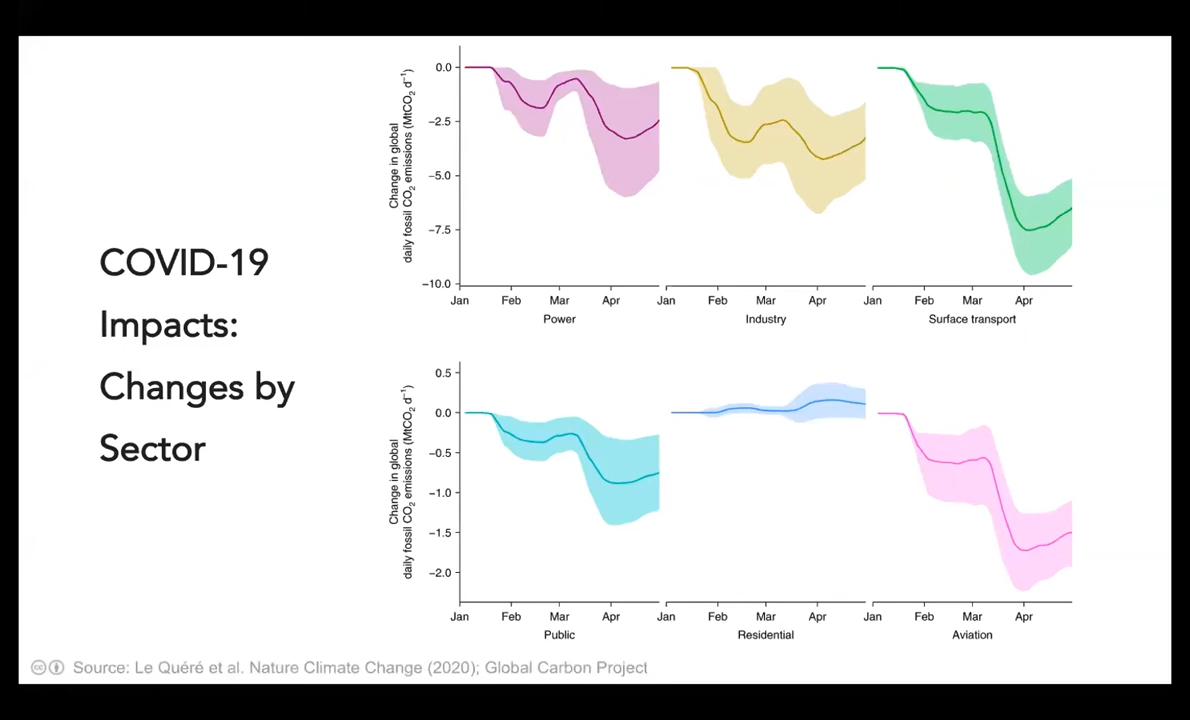 COVID-19
Impacts:
Changes by
Sector
Change in global
daily fossil CO₂ emissions (MtCO₂ d⁻¹)
0.0
−2.5
−5.0
−7.5
−10.0
Jan Feb Mar Apr
Power
Jan Feb Mar Apr
Industry
Jan Feb Mar Apr
Surface transport
Change in global
daily fossil CO₂ emissions (MtCO₂ d⁻¹)
0.5
0.0
−0.5
−1.0
−1.5
−2.0
Jan Feb Mar Apr
Public
Jan Feb Mar Apr
Residential
Jan Feb Mar Apr
Aviation
Source: Le Quéré et al. Nature Climate Change (2020); Global Carbon Project